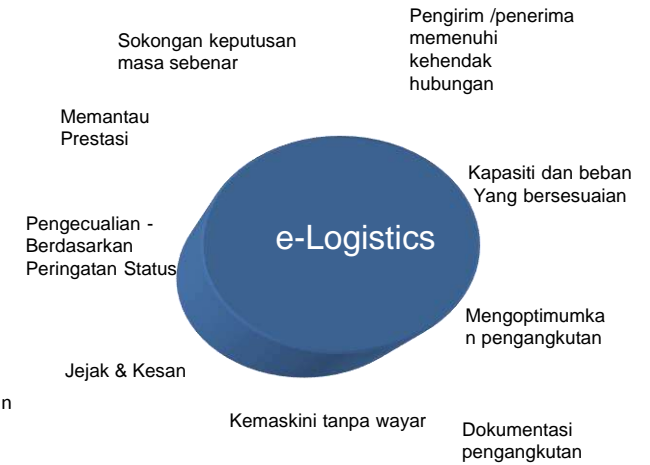 Pengirim /penerima
memenuhi
kehendak
hubungan
Sokongan keputusan
masa sebenar
Memantau
Prestasi
Kapasiti dan beban
Yang bersesuaian
Pengecualian -
Berdasarkan
Peringatan Status
e-Logistics
Mengoptimumka
n pengangkutan
Jejak & Kesan
n
Kemaskini tanpa wayar
Dokumentasi
pengangkutan